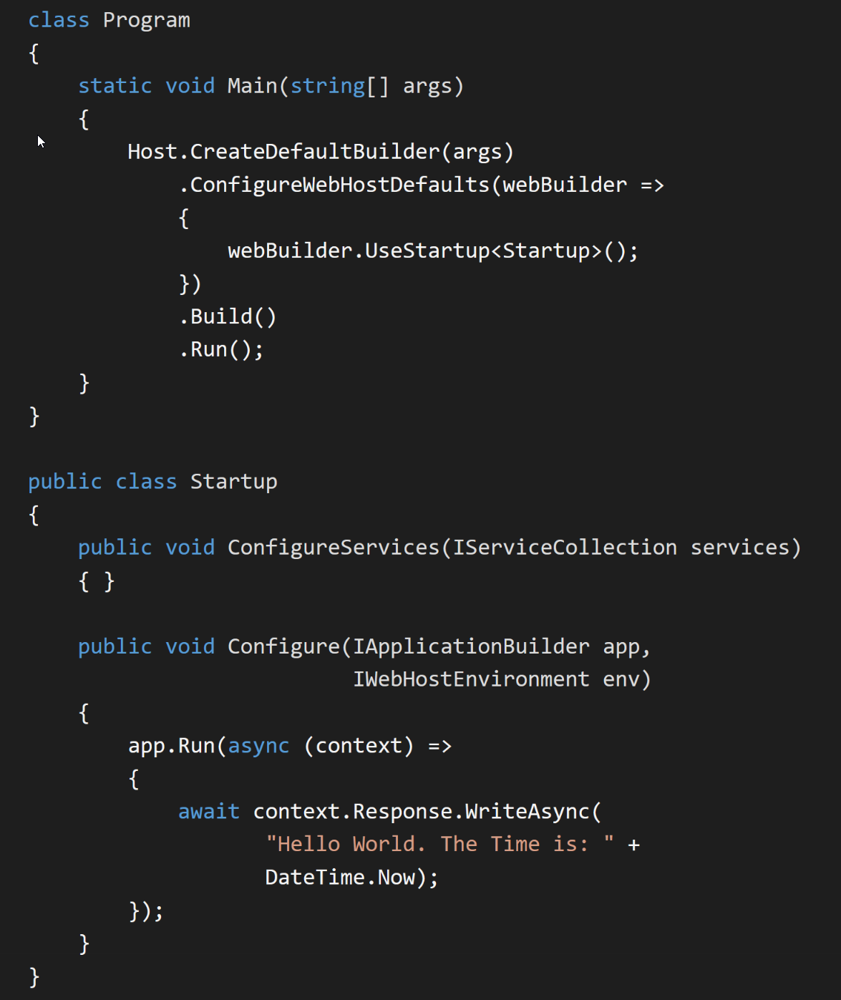 class Program
{
    static void Main(string[] args)
    {
        Host.CreateDefaultBuilder(args)
            .ConfigureWebHostDefaults(webBuilder =>
            {
                webBuilder.UseStartup<Startup>();
            })
            .Build()
            .Run();
    }
}

public class Startup
{
    public void ConfigureServices(IServiceCollection services)
    { }

    public void Configure(IApplicationBuilder app,
                          IWebHostEnvironment env)
    {
        app.Run(async (context) =>
        {
            await context.Response.WriteAsync(
                   "Hello World. The Time is: " +
                   DateTime.Now);
        });
    }
}